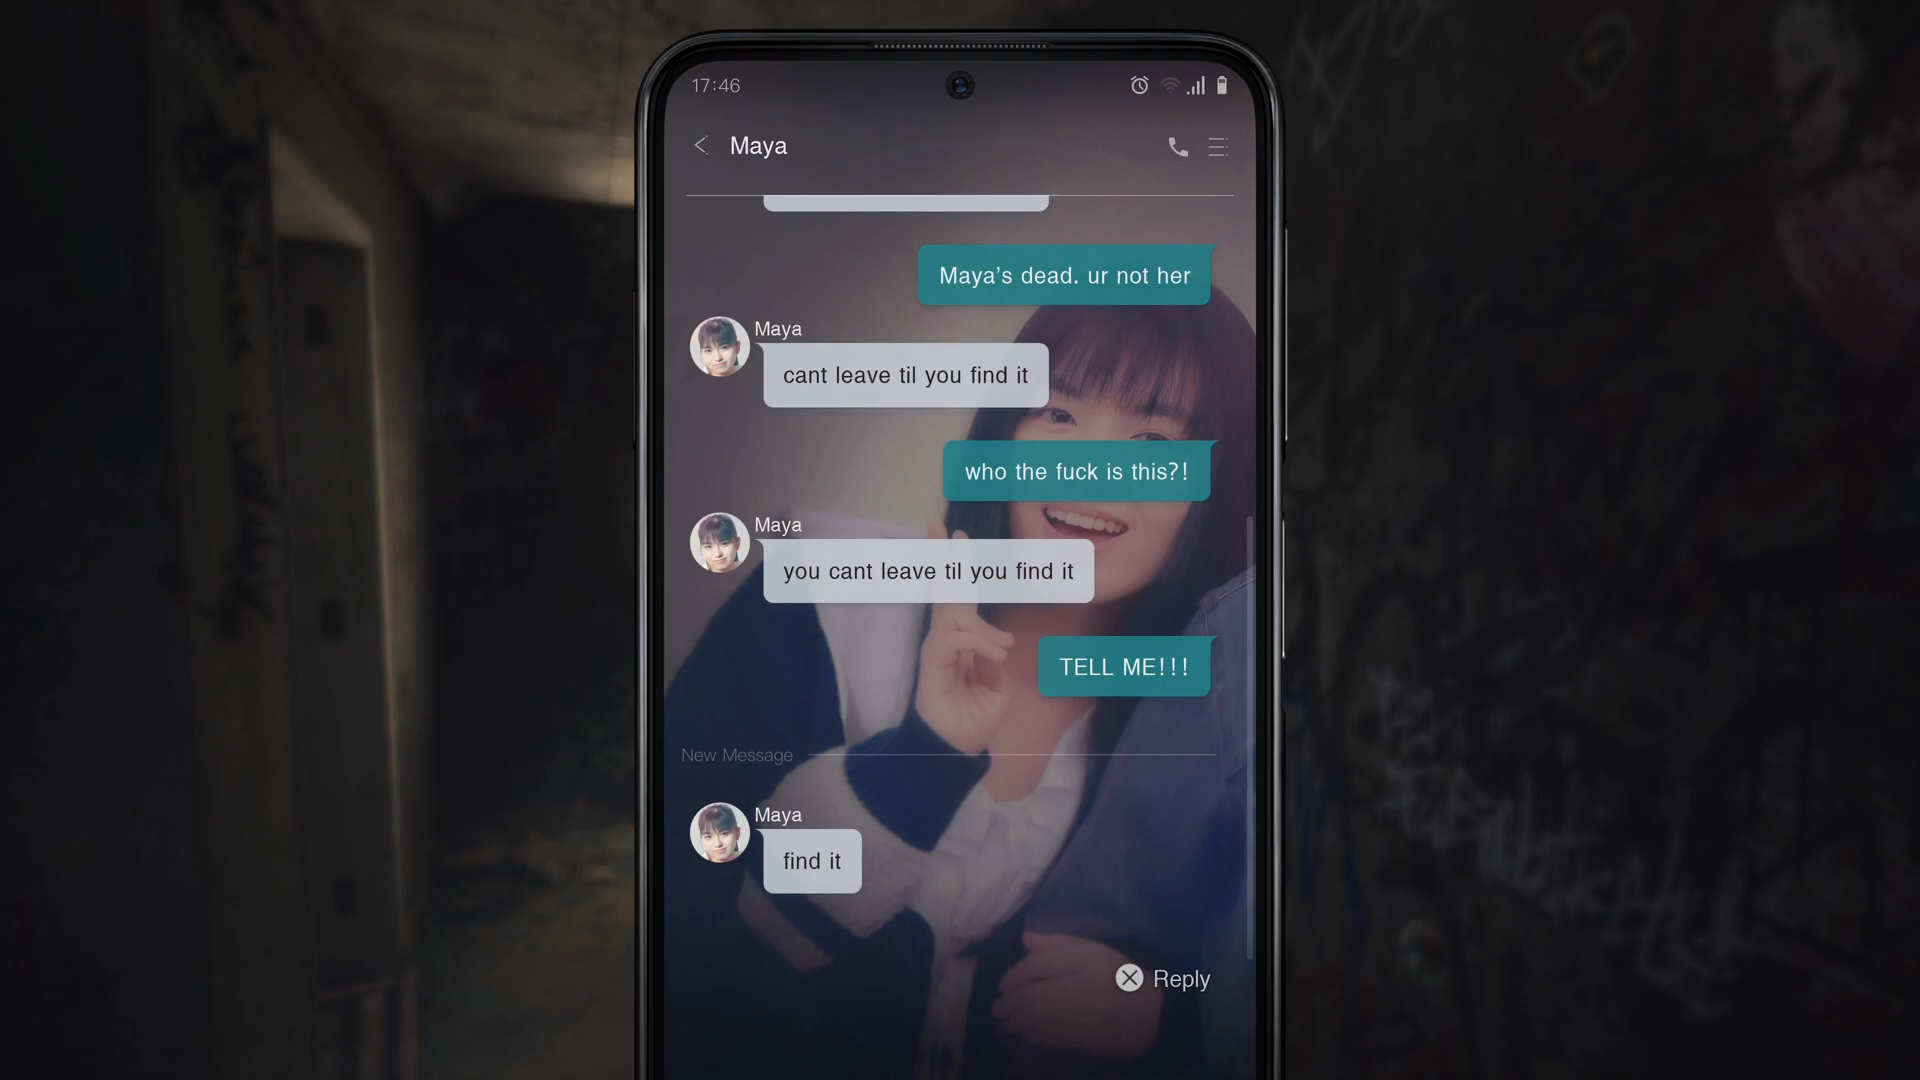 17:46
Maya
Maya’s dead. ur not her
Maya
cant leave til you find it
who the fuck is this?!
Maya
you cant leave til you find it
TELL ME!!!
New Message
Maya
find it
Reply